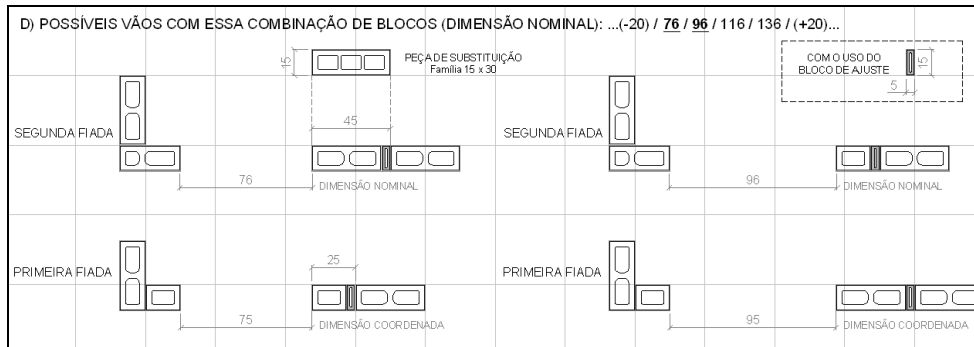 D) POSSÍVEIS VÃOS COM ESSA COMBINAÇÃO DE BLOCOS (DIMENSÃO NOMINAL): ...(-20) / 76 / 96 / 116 / 136 / (+20)...
15
PEÇA DE SUBSTITUIÇÃO
Família 15 x 30
COM O USO DO
BLOCO DE AJUSTE
15
5
45
SEGUNDA FIADA
SEGUNDA FIADA
76
DIMENSÃO NOMINAL
96
DIMENSÃO NOMINAL
PRIMEIRA FIADA
25
PRIMEIRA FIADA
75
DIMENSÃO COORDENADA
95
DIMENSÃO COORDENADA